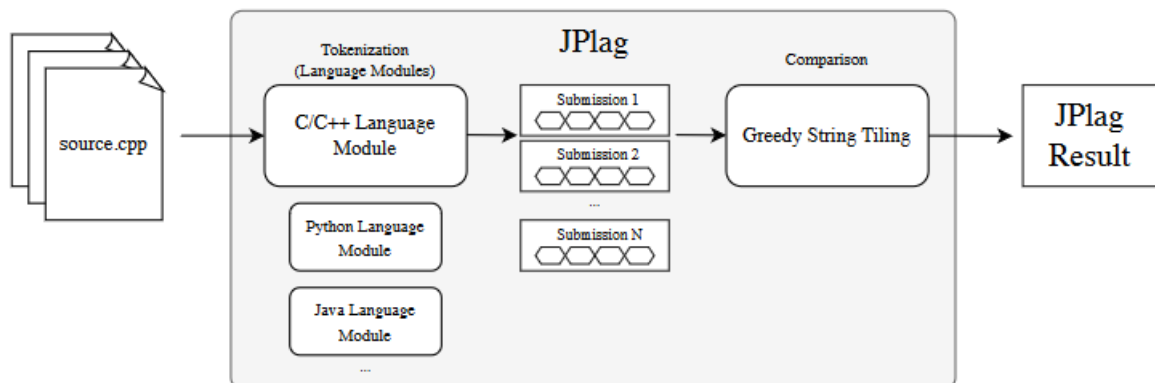 JPlag
Tokenization
(Language Modules)
Comparison
source.cpp
C/C++ Language
Module
Submission 1
Submission 2
...
Submission N
Greedy String Tiling
JPlag
Result
Python Language
Module
Java Language
Module
...